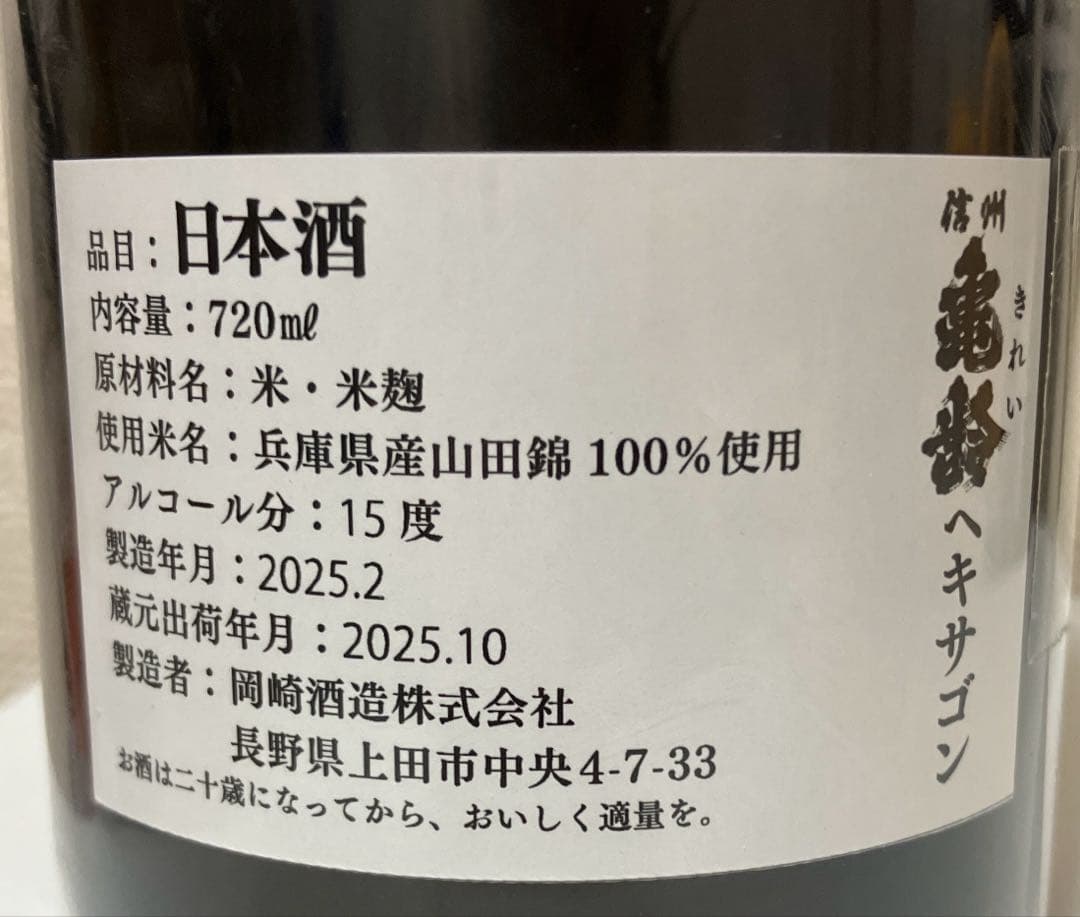 品目：日本酒
内容量：720㎖
原材料名：米・米麹
使用米名：兵庫県産山田錦 100％使用
アルコール分：15 度
製造年月：2025.2
蔵元出荷年月：2025.10
製造者：岡崎酒造株式会社
長野県上田市中央4-7-33
お酒は二十歳になってから、おいしく適量を。
信州
亀齢
きれい
ヘキサゴン